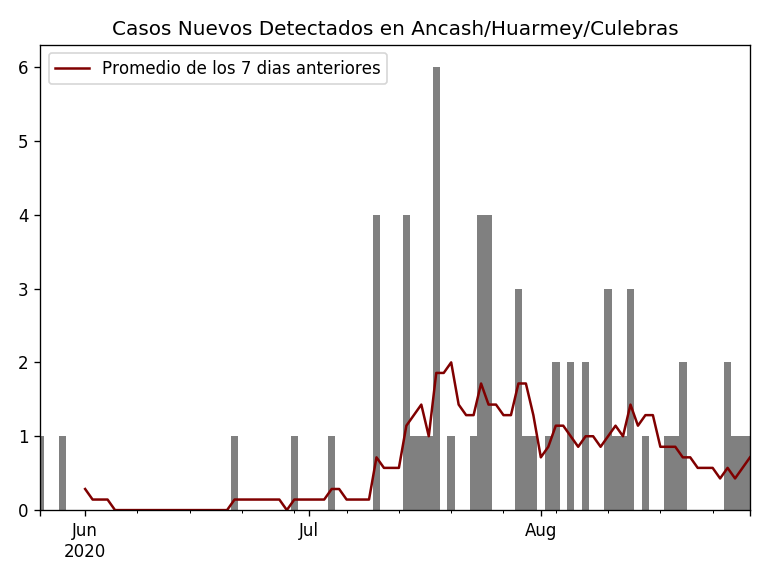 Casos Nuevos Detectados en Ancash/Huarmey/Culebras
Promedio de los 7 dias anteriores
6
5
4
3
2
1
0
Jun
2020
Jul
Aug